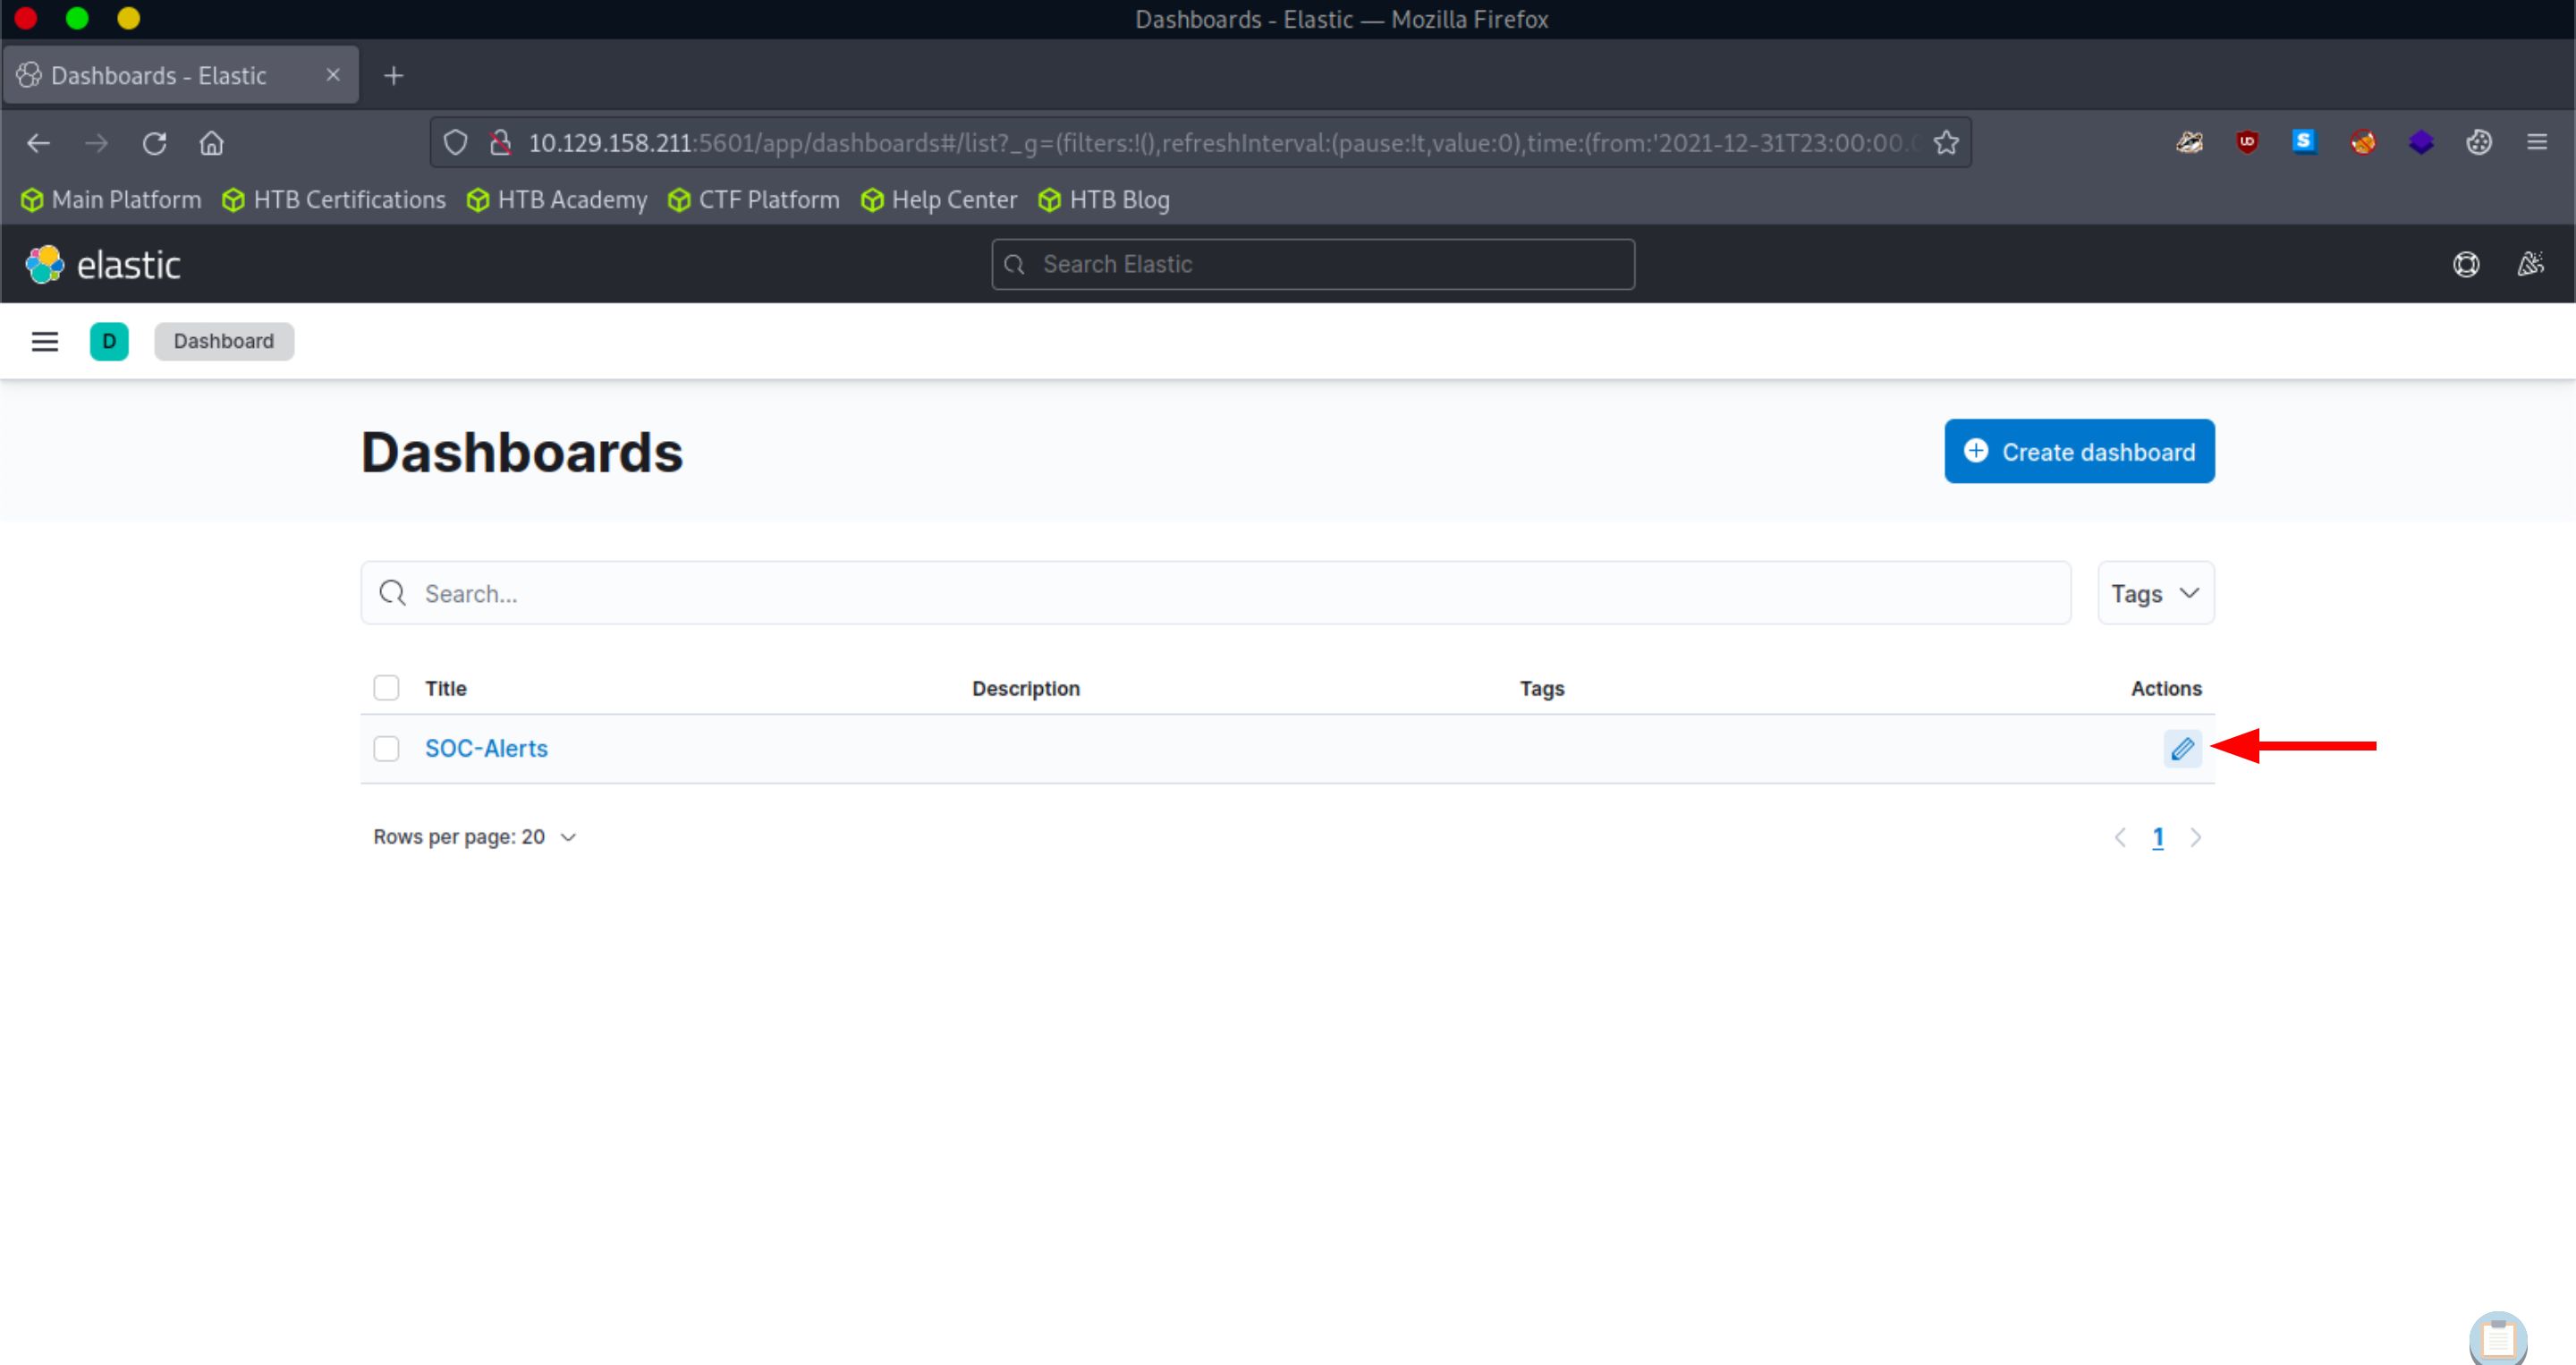 Dashboards - Elastic — Mozilla Firefox
Dashboards - Elastic
10.129.158.211:5601/app/dashboards#/list?_g=(filters:!(),refreshInterval:(pause:!t,value:0),time:(from:'2021-12-31T23:00:00.0
Main Platform HTB Certifications HTB Academy CTF Platform Help Center HTB Blog
elastic Search Elastic
D Dashboard
Dashboards Create dashboard
Search... Tags
Title Description Tags Actions
SOC-Alerts
Rows per page: 20 1